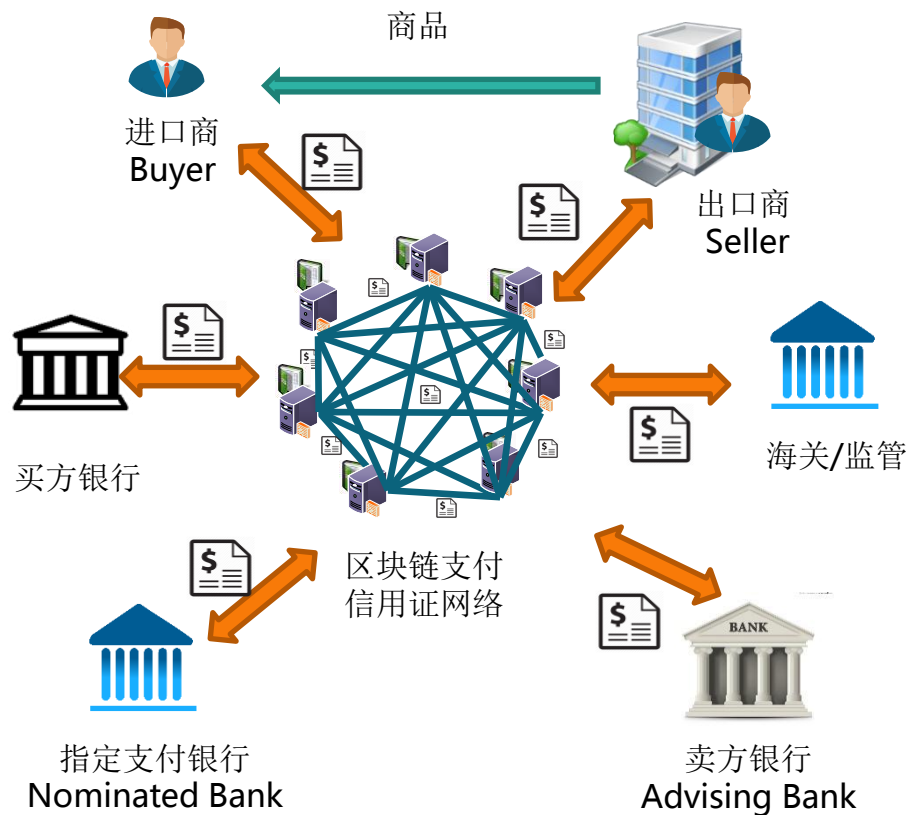 商品
进口商
Buyer
$
$
出口商
Seller
$
买方银行
$
海关/监管
区块链支付
信用证网络
$
$
BANK
指定支付银行
Nominated Bank
卖方银行
Advising Bank